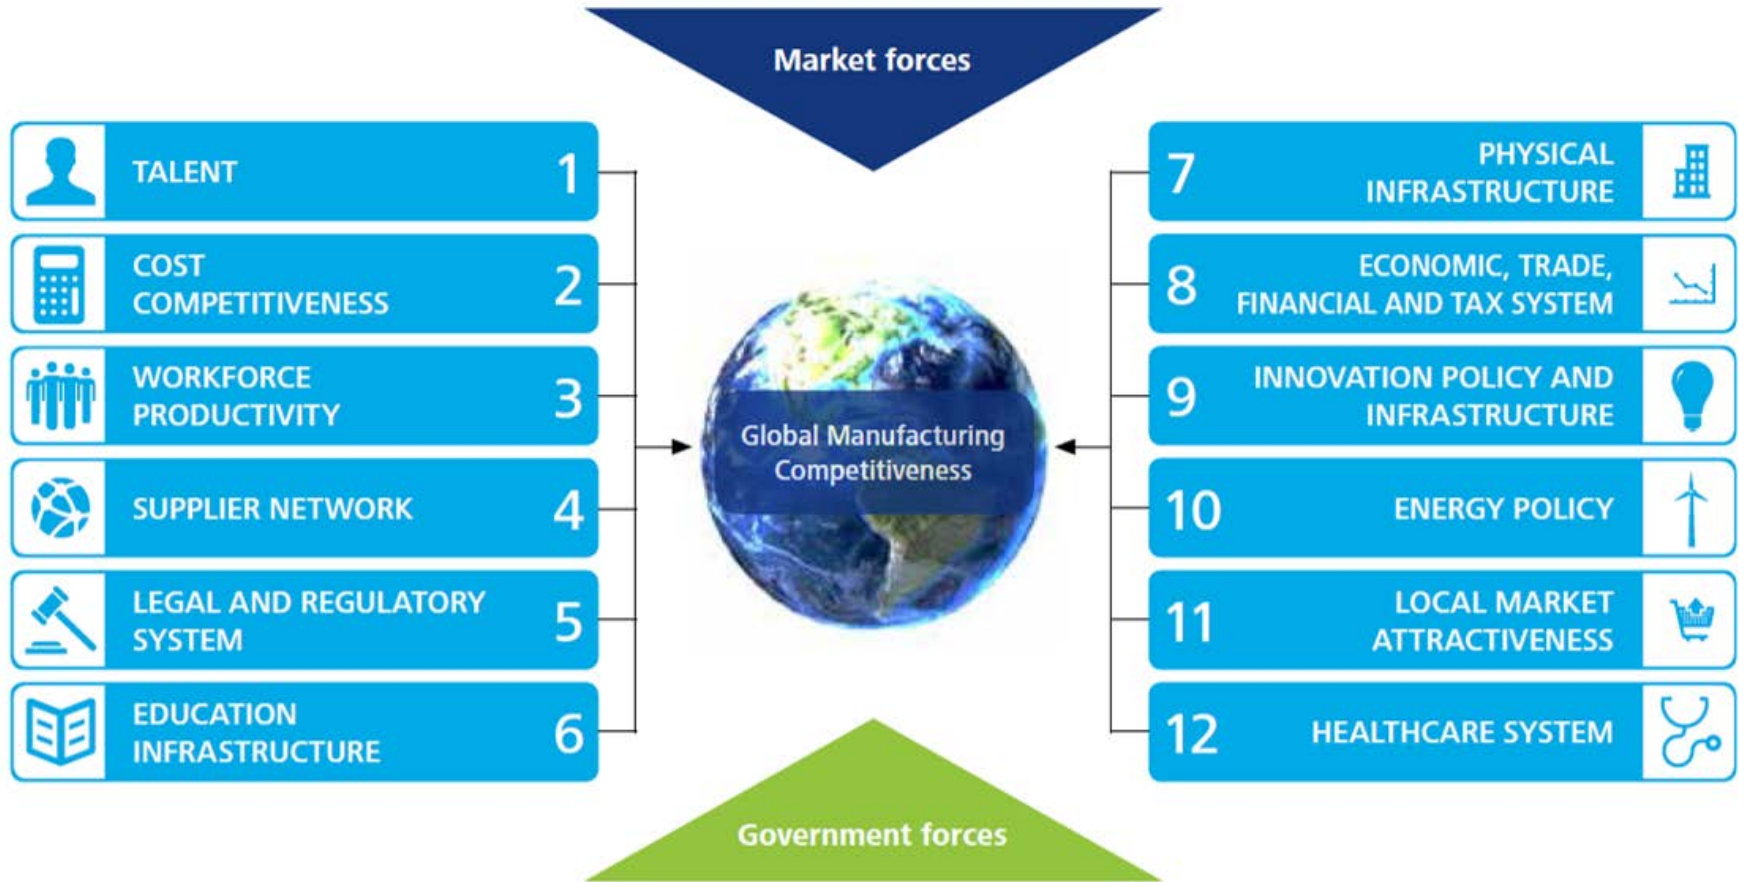 Market forces
TALENT
1
COST
COMPETITIVENESS
2
WORKFORCE
PRODUCTIVITY
3
SUPPLIER NETWORK
4
LEGAL AND REGULATORY
SYSTEM
5
EDUCATION
INFRASTRUCTURE
6
Global Manufacturing
Competitiveness
7
PHYSICAL
INFRASTRUCTURE
8
ECONOMIC, TRADE,
FINANCIAL AND TAX SYSTEM
9
INNOVATION POLICY AND
INFRASTRUCTURE
10
ENERGY POLICY
11
LOCAL MARKET
ATTRACTIVENESS
12
HEALTHCARE SYSTEM
Government forces